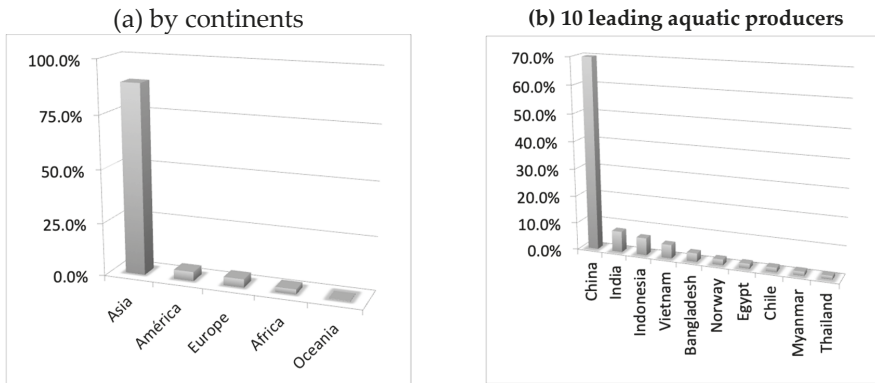 (a) by continents
100.0%
75.0%
50.0%
25.0%
0.0%
Asia
América
Europe
Africa
Oceania
(b) 10 leading aquatic producers
70.0%
60.0%
50.0%
40.0%
30.0%
20.0%
10.0%
0.0%
China
India
Indonesia
Vietnam
Bangladesh
Norway
Egypt
Chile
Myanmar
Thailand